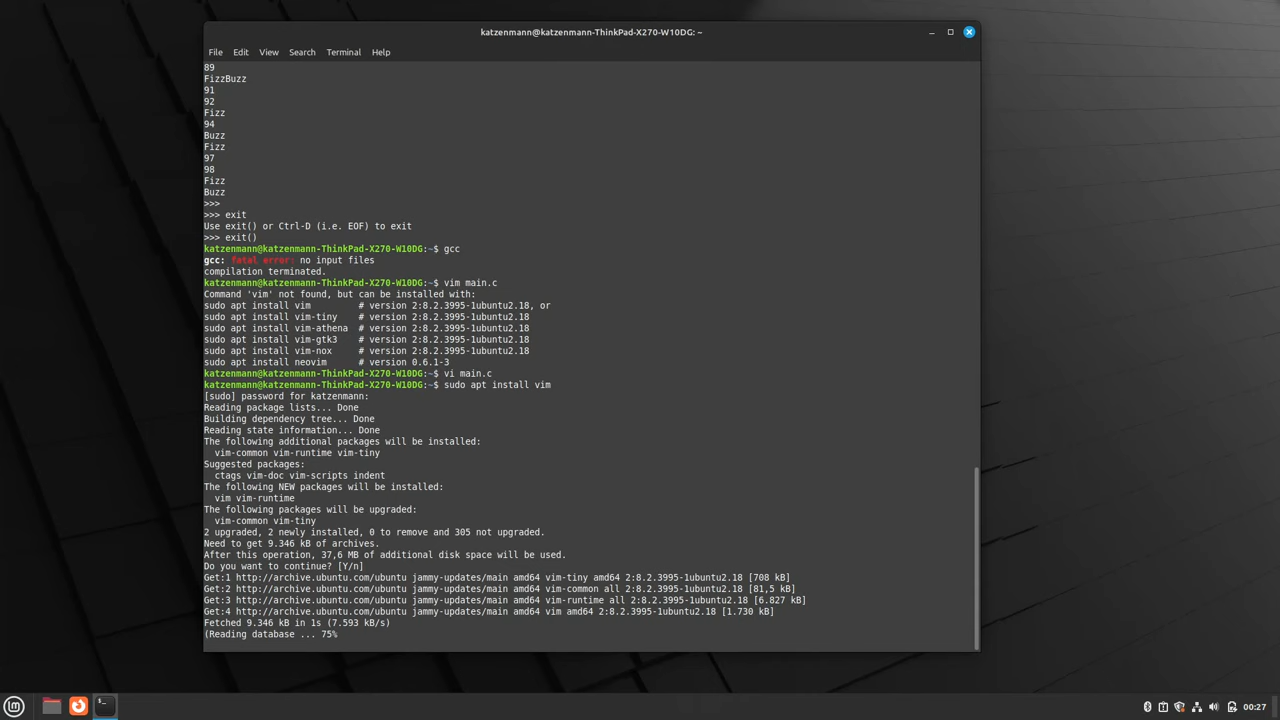 katzenmann@katzenmann-ThinkPad-X270-W10DG: ~
File Edit View Search Terminal Help
89
FizzBuzz
91
92
Fizz
94
Buzz
Fizz
97
98
Fizz
Buzz
>>>
>>> exit
Use exit() or Ctrl-D (i.e. EOF) to exit
>>> exit()
katzenmann@katzenmann-ThinkPad-X270-W10DG:~$ gcc
gcc: fatal error: no input files
compilation terminated.
katzenmann@katzenmann-ThinkPad-X270-W10DG:~$ vim main.c
Command 'vim' not found, but can be installed with:
sudo apt install vim         # version 2:8.2.3995-1ubuntu2.18, or
sudo apt install vim-tiny    # version 2:8.2.3995-1ubuntu2.18
sudo apt install vim-athena  # version 2:8.2.3995-1ubuntu2.18
sudo apt install vim-gtk3    # version 2:8.2.3995-1ubuntu2.18
sudo apt install vim-nox     # version 2:8.2.3995-1ubuntu2.18
sudo apt install neovim      # version 0.6.1-3
katzenmann@katzenmann-ThinkPad-X270-W10DG:~$ vi main.c
katzenmann@katzenmann-ThinkPad-X270-W10DG:~$ sudo apt install vim
[sudo] password for katzenmann:
Reading package lists... Done
Building dependency tree... Done
Reading state information... Done
The following additional packages will be installed:
  vim-common vim-runtime vim-tiny
Suggested packages:
  ctags vim-doc vim-scripts indent
The following NEW packages will be installed:
  vim vim-runtime
The following packages will be upgraded:
  vim-common vim-tiny
2 upgraded, 2 newly installed, 0 to remove and 305 not upgraded.
Need to get 9.346 kB of archives.
After this operation, 37,6 MB of additional disk space will be used.
Do you want to continue? [Y/n]
Get:1 http://archive.ubuntu.com/ubuntu jammy-updates/main amd64 vim-tiny amd64 2:8.2.3995-1ubuntu2.18 [708 kB]
Get:2 http://archive.ubuntu.com/ubuntu jammy-updates/main amd64 vim-common all 2:8.2.3995-1ubuntu2.18 [81,5 kB]
Get:3 http://archive.ubuntu.com/ubuntu jammy-updates/main amd64 vim-runtime all 2:8.2.3995-1ubuntu2.18 [6.827 kB]
Get:4 http://archive.ubuntu.com/ubuntu jammy-updates/main amd64 vim amd64 2:8.2.3995-1ubuntu2.18 [1.730 kB]
Fetched 9.346 kB in 1s (7.593 kB/s)
(Reading database ... 75%
00:27